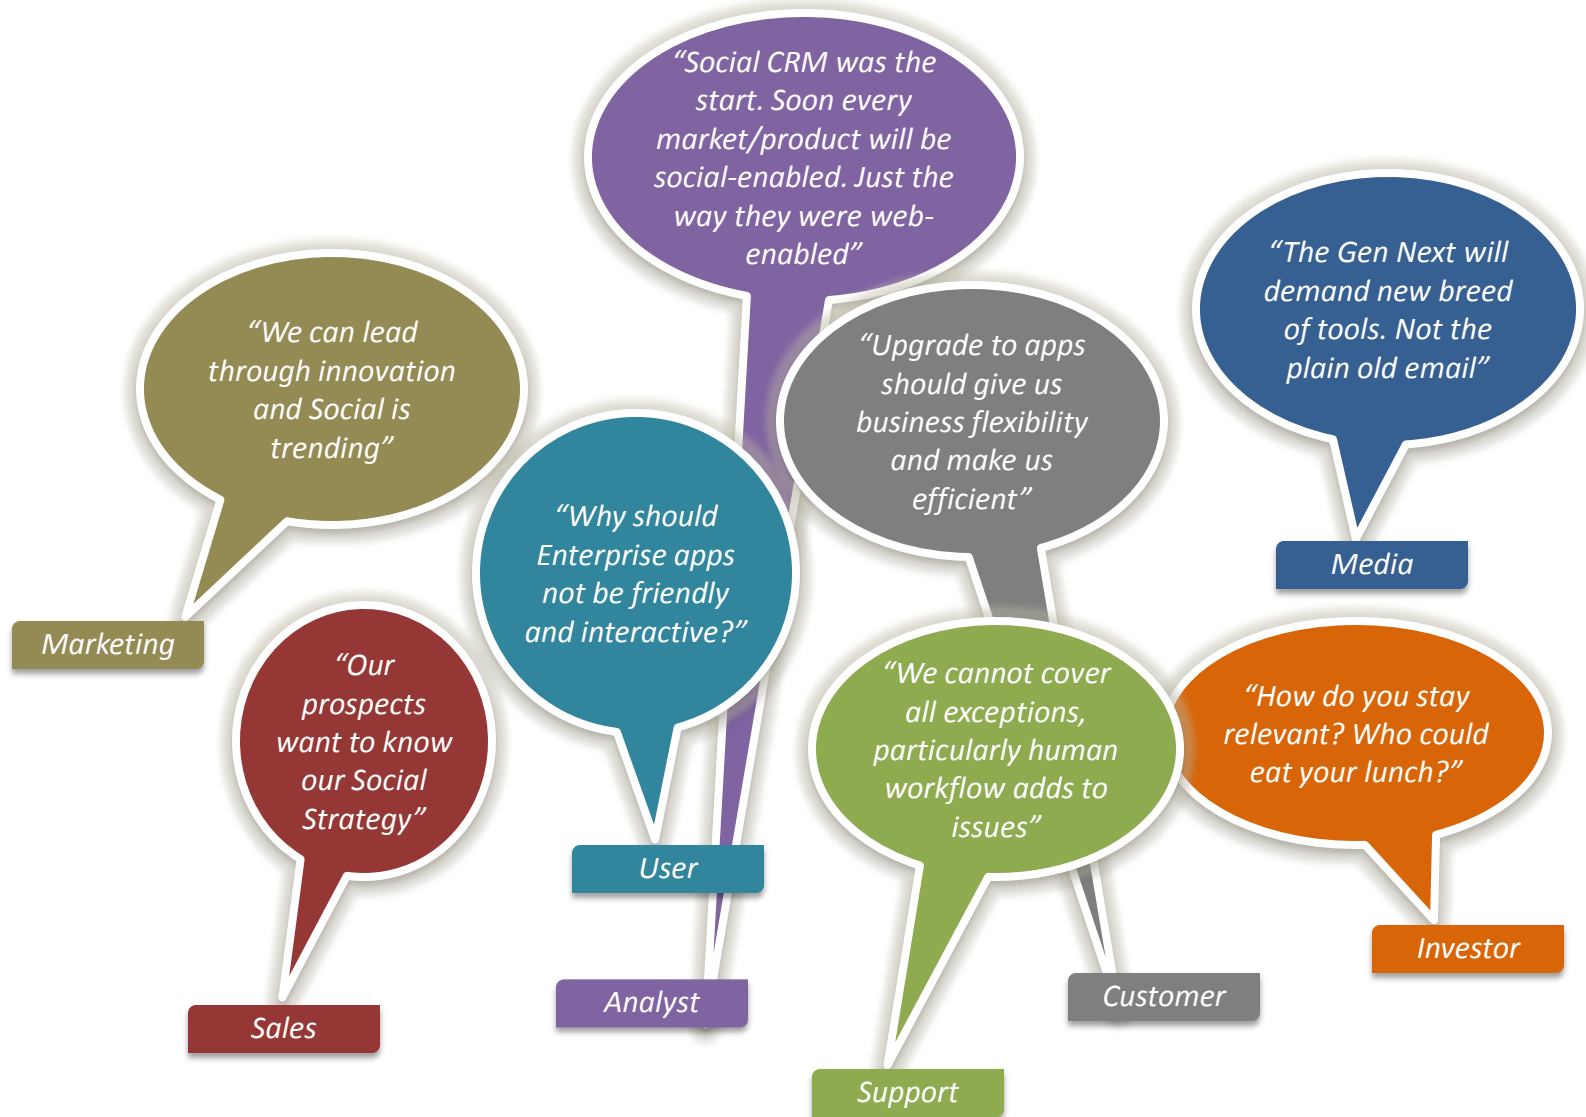 “Social CRM was the
start. Soon every
market/product will be
social-enabled. Just the
way they were web-
enabled”
“The Gen Next will
demand new breed
of tools. Not the
plain old email”
“We can lead
through innovation
and Social is
trending”
“Upgrade to apps
should give us
business flexibility
and make us
efficient”
“Why should
Enterprise apps
not be friendly
and interactive?”
Media
Marketing
“Our
prospects
want to know
our Social
Strategy”
“We cannot cover
all exceptions,
particularly human
workflow adds to
issues”
“How do you stay
relevant? Who could
eat your lunch?”
User
Investor
Analyst
Customer
Sales
Support